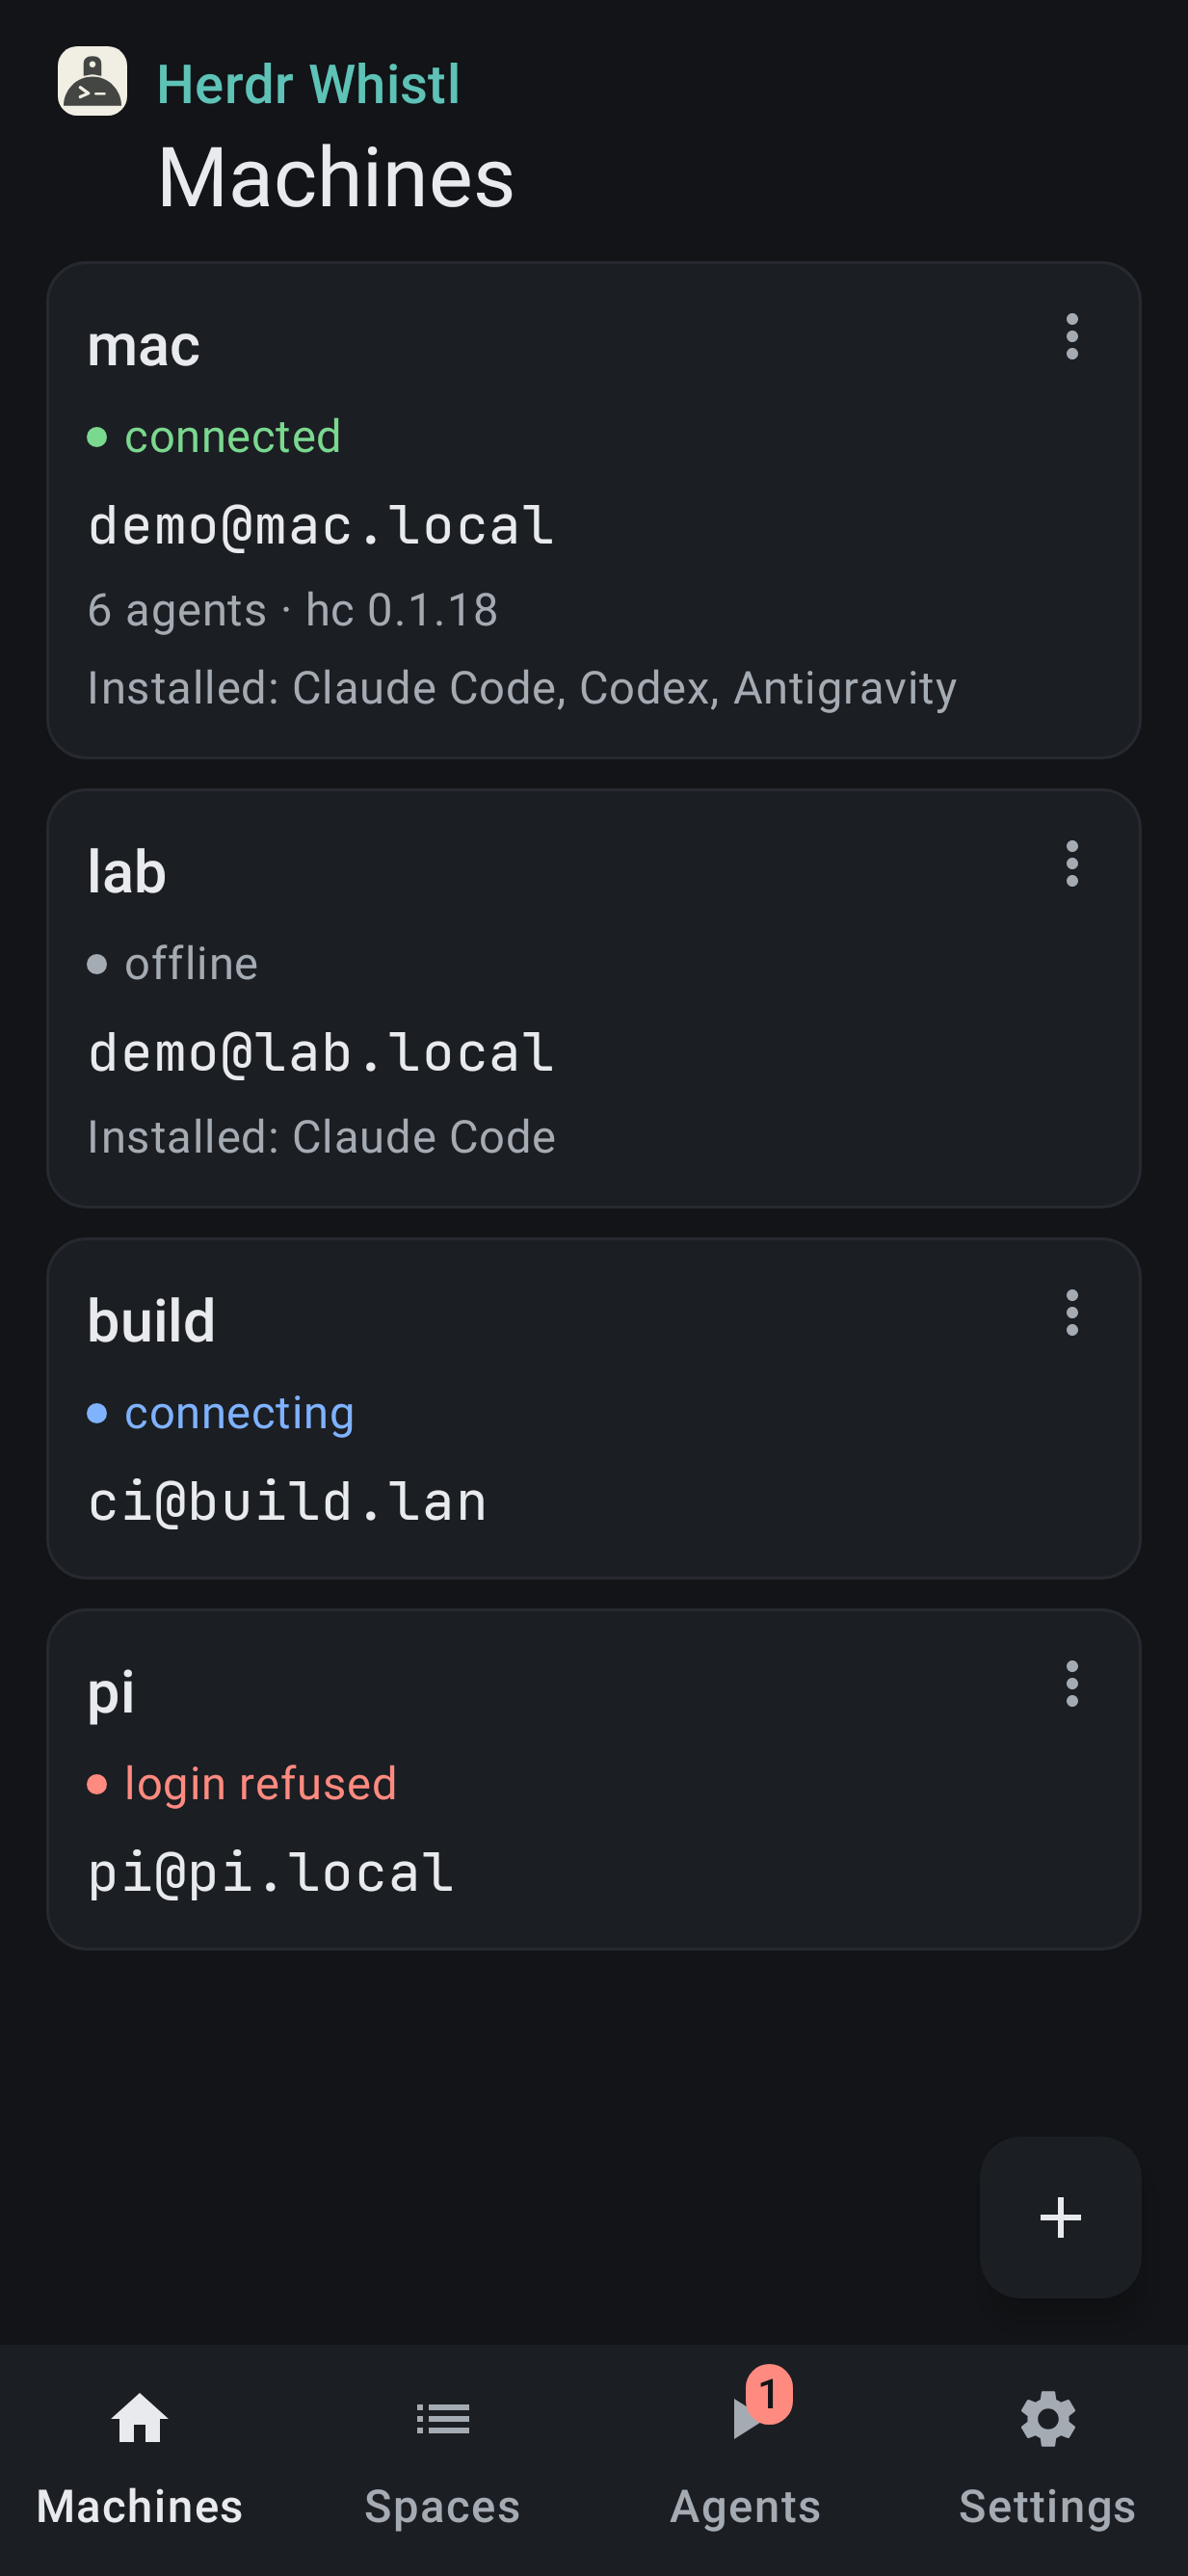 Herdr Whistl
Machines
mac
connected
demo@mac.local
6 agents · hc 0.1.18
Installed: Claude Code, Codex, Antigravity
lab
offline
demo@lab.local
Installed: Claude Code
build
connecting
ci@build.lan
pi
login refused
pi@pi.local
1
Machines
Spaces
Agents
Settings